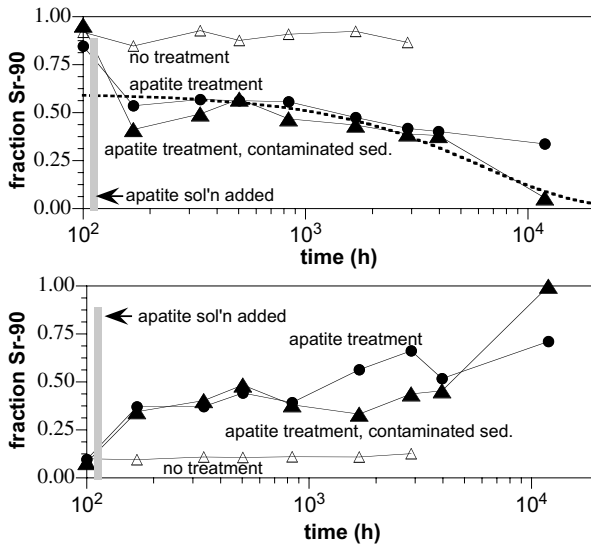 fraction Sr-90
1.00
0.75
0.50
0.25
0.00
no treatment
apatite treatment
apatite treatment, contaminated sed.
apatite sol'n added
10²
10³
10⁴
time (h)
fraction Sr-90
1.00
0.75
0.50
0.25
0.00
apatite sol'n added
apatite treatment
apatite treatment, contaminated sed.
no treatment
10²
10³
10⁴
time (h)